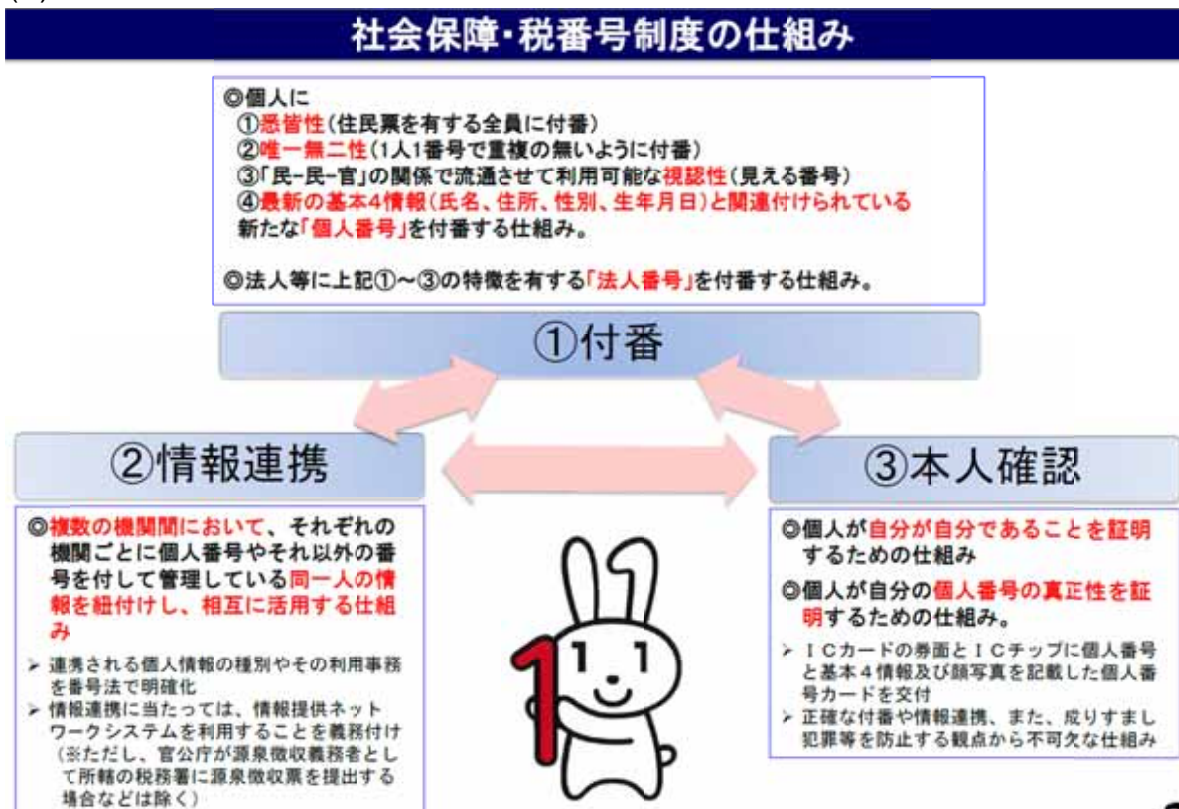 社会保障・税番号制度の仕組み
◎個人に
①悉皆性(住民票を有する全員に付番)
②唯一無二性(1人1番号で重複の無いように付番)
③「民-民-官」の関係で流通させて利用可能な視認性(見える番号)
④最新の基本4情報(氏名、住所、性別、生年月日)と関連付けられている
新たな「個人番号」を付番する仕組み。
◎法人等に上記①～③の特徴を有する「法人番号」を付番する仕組み。
①付番
②情報連携
◎複数の機関間において、それぞれの
機関ごとに個人番号やそれ以外の番
号を付して管理している同一人の情
報を紐付けし、相互に活用する仕組
み
➢ 連携される個人情報の種別やその利用事務
を番号法で明確化
➢ 情報連携に当たっては、情報提供ネット
ワークシステムを利用することを義務付け
(※ただし、官公庁が源泉徴収義務者とし
て所轄の税務署に源泉徴収票を提出する
場合などは除く)
③本人確認
◎個人が自分が自分であることを証明
するための仕組み
◎個人が自分の個人番号の真正性を証
明するための仕組み。
➢ ICカードの券面とICチップに個人番号
と基本4情報及び顔写真を記載した個人番
号カードを交付
➢ 正確な付番や情報連携、また、成りすまし
犯罪等を防止する観点から不可欠な仕組み
1
1 1